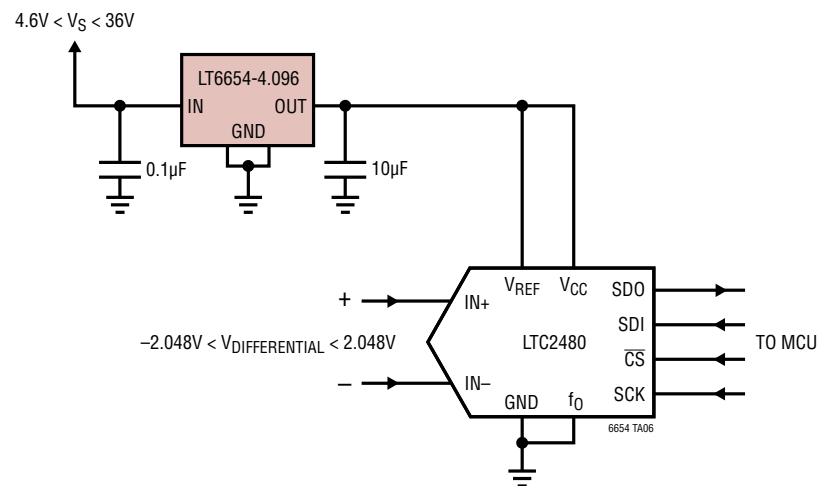 4.6V < VS < 36V
LT6654-4.096
IN
OUT
GND
0.1µF
10µF
VREF
VCC
SDO
+
IN+
SDI
–2.048V < VDIFFERENTIAL < 2.048V
LTC2480
TO MCU
CS
–
IN–
SCK
GND
fO
6654 TA06